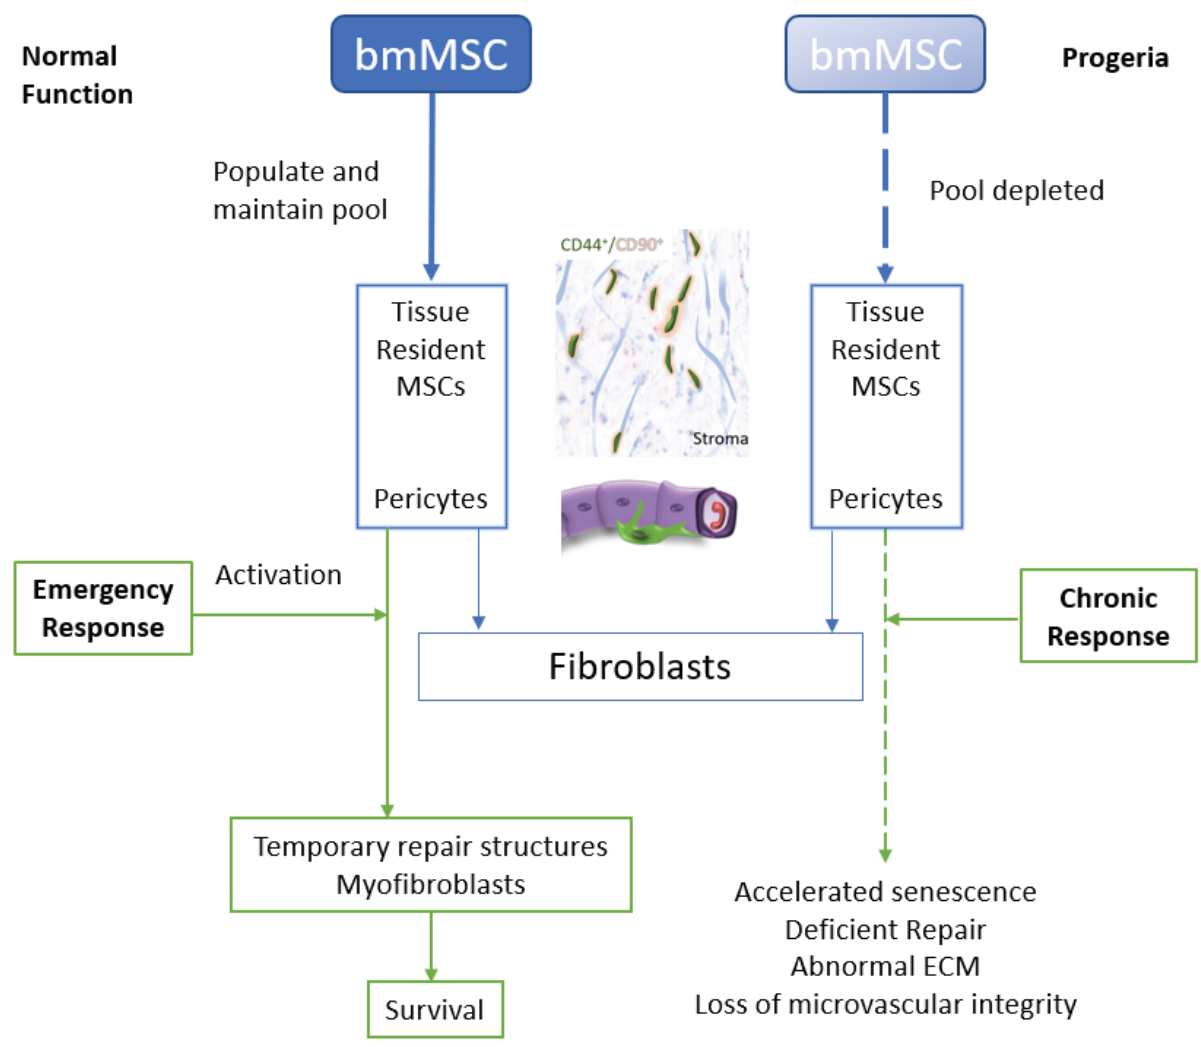 Normal
Function
bmMSC
bmMSC
Progeria
Populate and
maintain pool
Pool depleted
CD44⁺/CD90⁺
Stroma
Tissue
Resident
MSCs
Pericytes
Tissue
Resident
MSCs
Pericytes
Emergency
Response
Activation
Chronic
Response
Fibroblasts
Temporary repair structures
Myofibroblasts
Survival
Accelerated senescence
Deficient Repair
Abnormal ECM
Loss of microvascular integrity